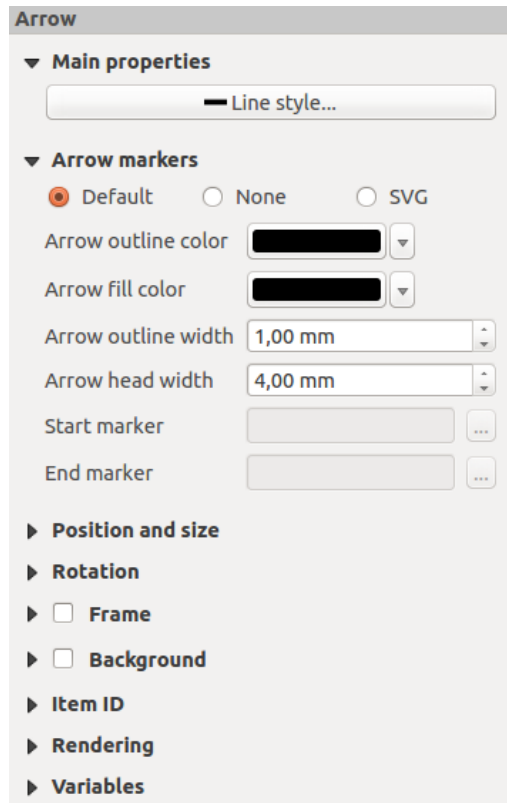 Arrow
Main properties
Line style...
Arrow markers
Default None SVG
Arrow outline color
Arrow fill color
Arrow outline width 1,00 mm
Arrow head width 4,00 mm
Start marker ...
End marker ...
Position and size
Rotation
Frame
Background
Item ID
Rendering
Variables